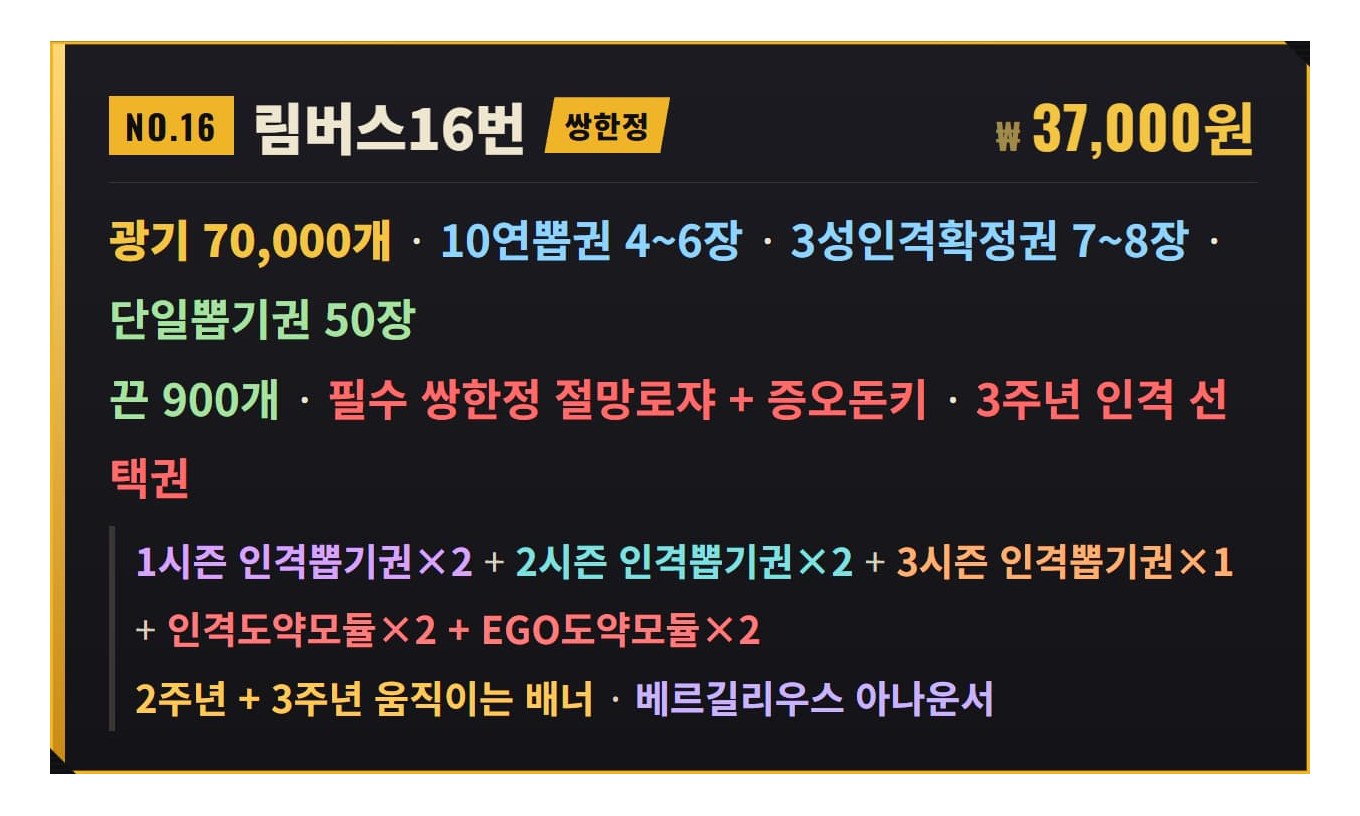 NO.16 림버스16번 쌍한정 ₩ 37,000원
광기 70,000개 · 10연뽑권 4~6장 · 3성인격확정권 7~8장 ·
단일뽑기권 50장
끈 900개 · 필수 쌍한정 절망로쟈 + 증오돈키 · 3주년 인격 선
택권
1시즌 인격뽑기권×2 + 2시즌 인격뽑기권×2 + 3시즌 인격뽑기권×1
+ 인격도약모듈×2 + EGO도약모듈×2
2주년 + 3주년 움직이는 배너 · 베르길리우스 아나운서